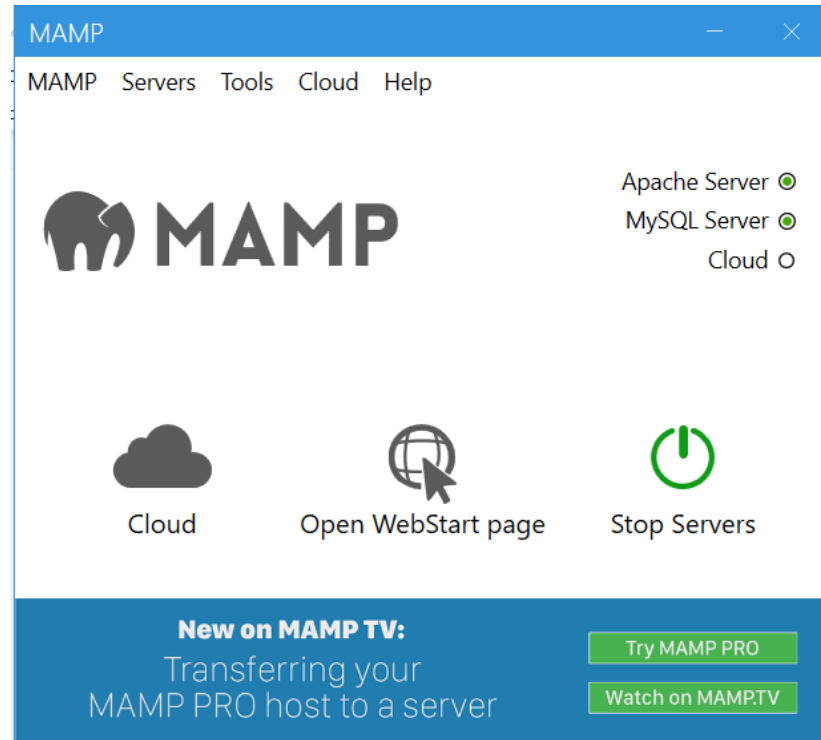 MAMP
MAMP Servers Tools Cloud Help
Apache Server
MySQL Server
Cloud
MAMP
Cloud
Open WebStart page
Stop Servers
New on MAMP TV:
Transferring your
MAMP PRO host to a server
Try MAMP PRO
Watch on MAMP.TV